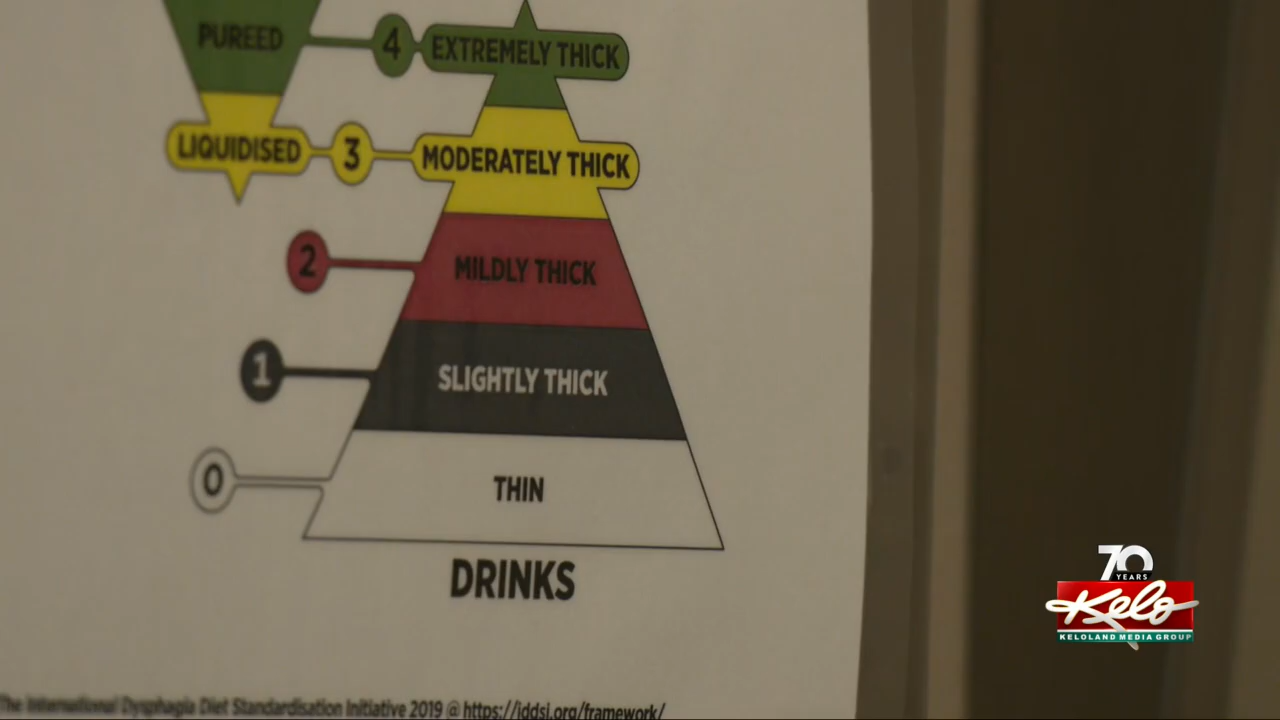 PUREED
4
EXTREMELY THICK
LIQUIDISED
3
MODERATELY THICK
2
MILDLY THICK
1
SLIGHTLY THICK
0
THIN
DRINKS
The International Dysphagia Diet Standardisation Initiative 2019 @ https://iddsi.org/framework/
70
YEARS
Kelo
KELOLAND MEDIA GROUP